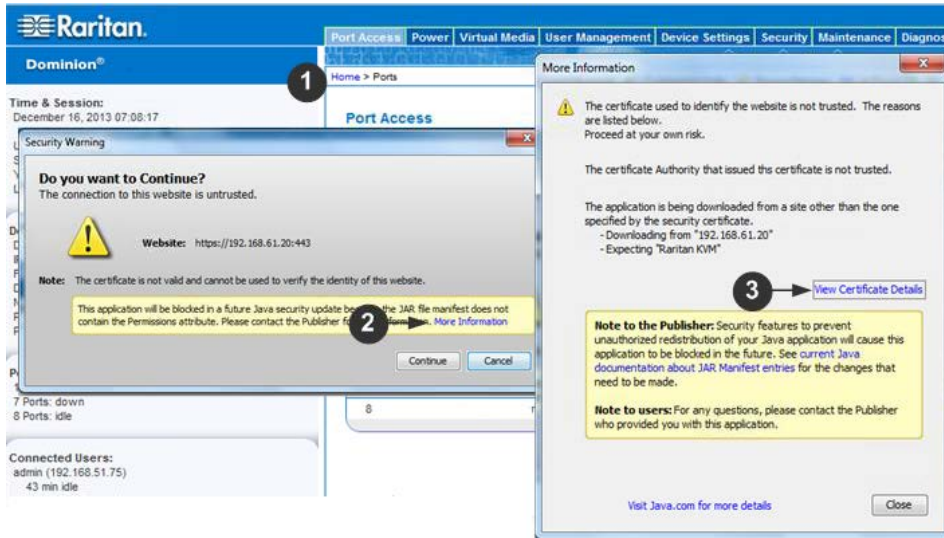 Raritan.
Port Access Power Virtual Media User Management Device Settings Security Maintenance Diagnos
Dominion®
1
Home > Ports
Time & Session:
December 16, 2013 07:08:17
Port Access
Security Warning
Do you want to Continue?
The connection to this website is untrusted.
Website: https://192.168.61.20:443
Note: The certificate is not valid and cannot be used to verify the identity of this website.
This application will be blocked in a future Java security update the JAR file manifest does not
contain the Permissions attribute. Please contact the Publisher More Information
2
Continue
Cancel
7 Ports: down
8 Ports: idle
8
Connected Users:
admin (192.168.51.75)
43 min idle
More Information
The certificate used to identify the website is not trusted. The reasons
are listed below.
Proceed at your own risk.
The certificate Authority that issued ths certificate is not trusted.
The application is being downloaded from a site other than the one
specified by the security certificate.
- Downloading from "192.168.61.20"
- Expecting "Raritan KVM"
3
View Certificate Details
Note to the Publisher: Security features to prevent
unauthorized redistribution of your Java application will cause this
application to be blocked in the future. See current Java
documentation about JAR Manifest entries for the changes that
need to be made.
Note to users: For any questions, please contact the Publisher
who provided you with this application.
Visit Java.com for more details
Close